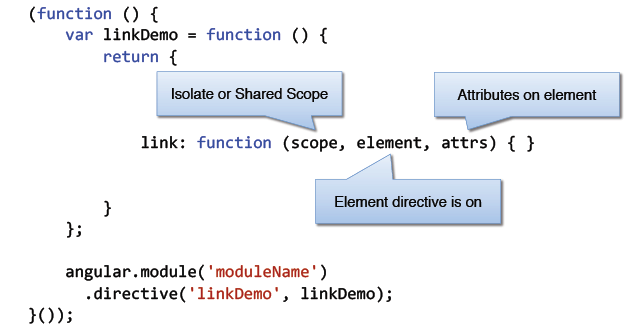 (function () {
var linkDemo = function () {
return {
Isolate or Shared Scope
Attributes on element
link: function (scope, element, attrs) { }
Element directive is on
}
};
angular.module('moduleName')
.directive('linkDemo', linkDemo);
}());